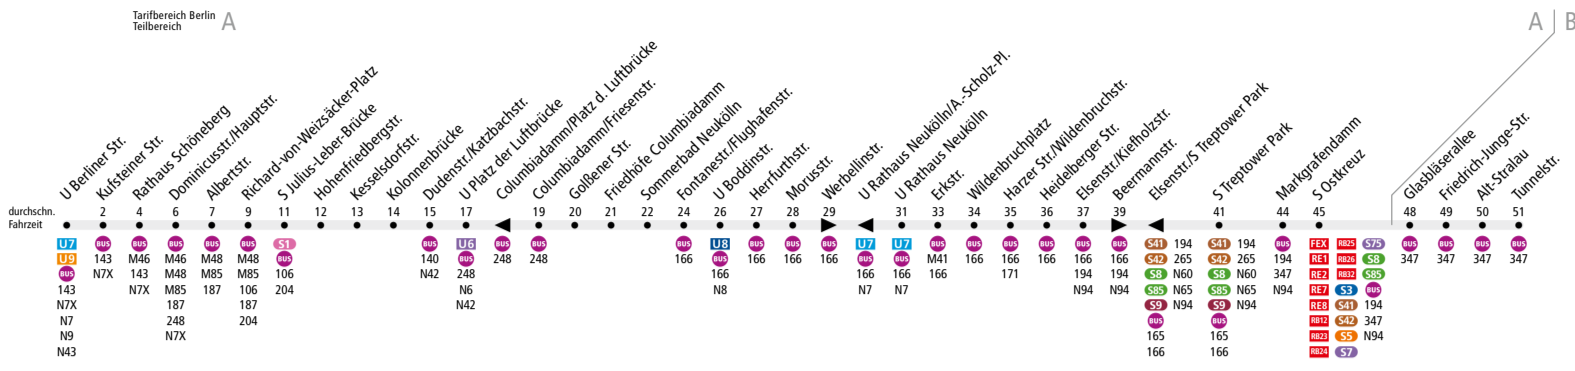 Tarifbereich Berlin
Teilbereich A
A B
U Berliner Str.
Kufsteiner Str.
Rathaus Schöneberg
Dominicusstr./Hauptstr.
Albertstr.
Richard-von-Weizsäcker-Platz
S Julius-Leber-Brücke
Hohenfriedbergstr.
Kesselsdorfstr.
Kolonnenbrücke
Dudenstr./Katzbachstr.
U Platz der Luftbrücke
Columbiadamm/Platz d. Luftbrücke
Columbiadamm/Friesenstr.
Golßener Str.
Friedhöfe Columbiadamm
Sommerbad Neukölln
Fontanestr./Flughafenstr.
U Boddinstr.
Herrfurthstr.
Morusstr.
Werbellinstr.
U Rathaus Neukölln/A.-Scholz-Pl.
U Rathaus Neukölln
Erkstr.
Wildenbruchplatz
Harzer Str./Wildenbruchstr.
Heidelberger Str.
Elsenstr./Kiefholzstr.
Beermannstr.
Elsenstr./S Treptower Park
S Treptower Park
Markgrafendamm
S Ostkreuz
Glasbläserallee
Friedrich-Junge-Str.
Alt-Stralau
Tunnelstr.
durchschn. 2 4 6 7 9 11 12 13 14 15 17 19 20 21 22 24 26 27 28 29 31 33 34 35 36 37 39 41 44 45 48 49 50 51
Fahrzeit
U7
U9
BUS
143
N7X
N7
N9
N43
BUS
143
N7X
BUS
M46
143
N7X
BUS
M46
M48
M85
187
248
N7X
BUS
M48
M85
187
BUS
M48
M85
106
187
204
S1
BUS
106
204
BUS
140
N42
U6
BUS
248
N6
N42
BUS
248
BUS
248
BUS
166
U8
BUS
166
N8
BUS
166
BUS
166
BUS
166
U7
BUS
166
N7
U7
BUS
166
N7
BUS
M41
166
BUS
166
BUS
166
171
BUS
166
BUS
166
194
N94
BUS
166
194
N94
S41 194
S42 265
S8 N60
S85 N65
S9 N94
BUS
165
166
S41 194
S42 265
S8 N60
S85 N65
S9 N94
BUS
165
166
BUS
194
347
N94
FEX RB25 S75
RE1 RB26 S8
RE2 RB32 S85
RE7 S3 BUS
RE8 S41 194
RB12 S42 347
RB23 S5 N94
RB24 S7
BUS
347
BUS
347
BUS
347
BUS
347